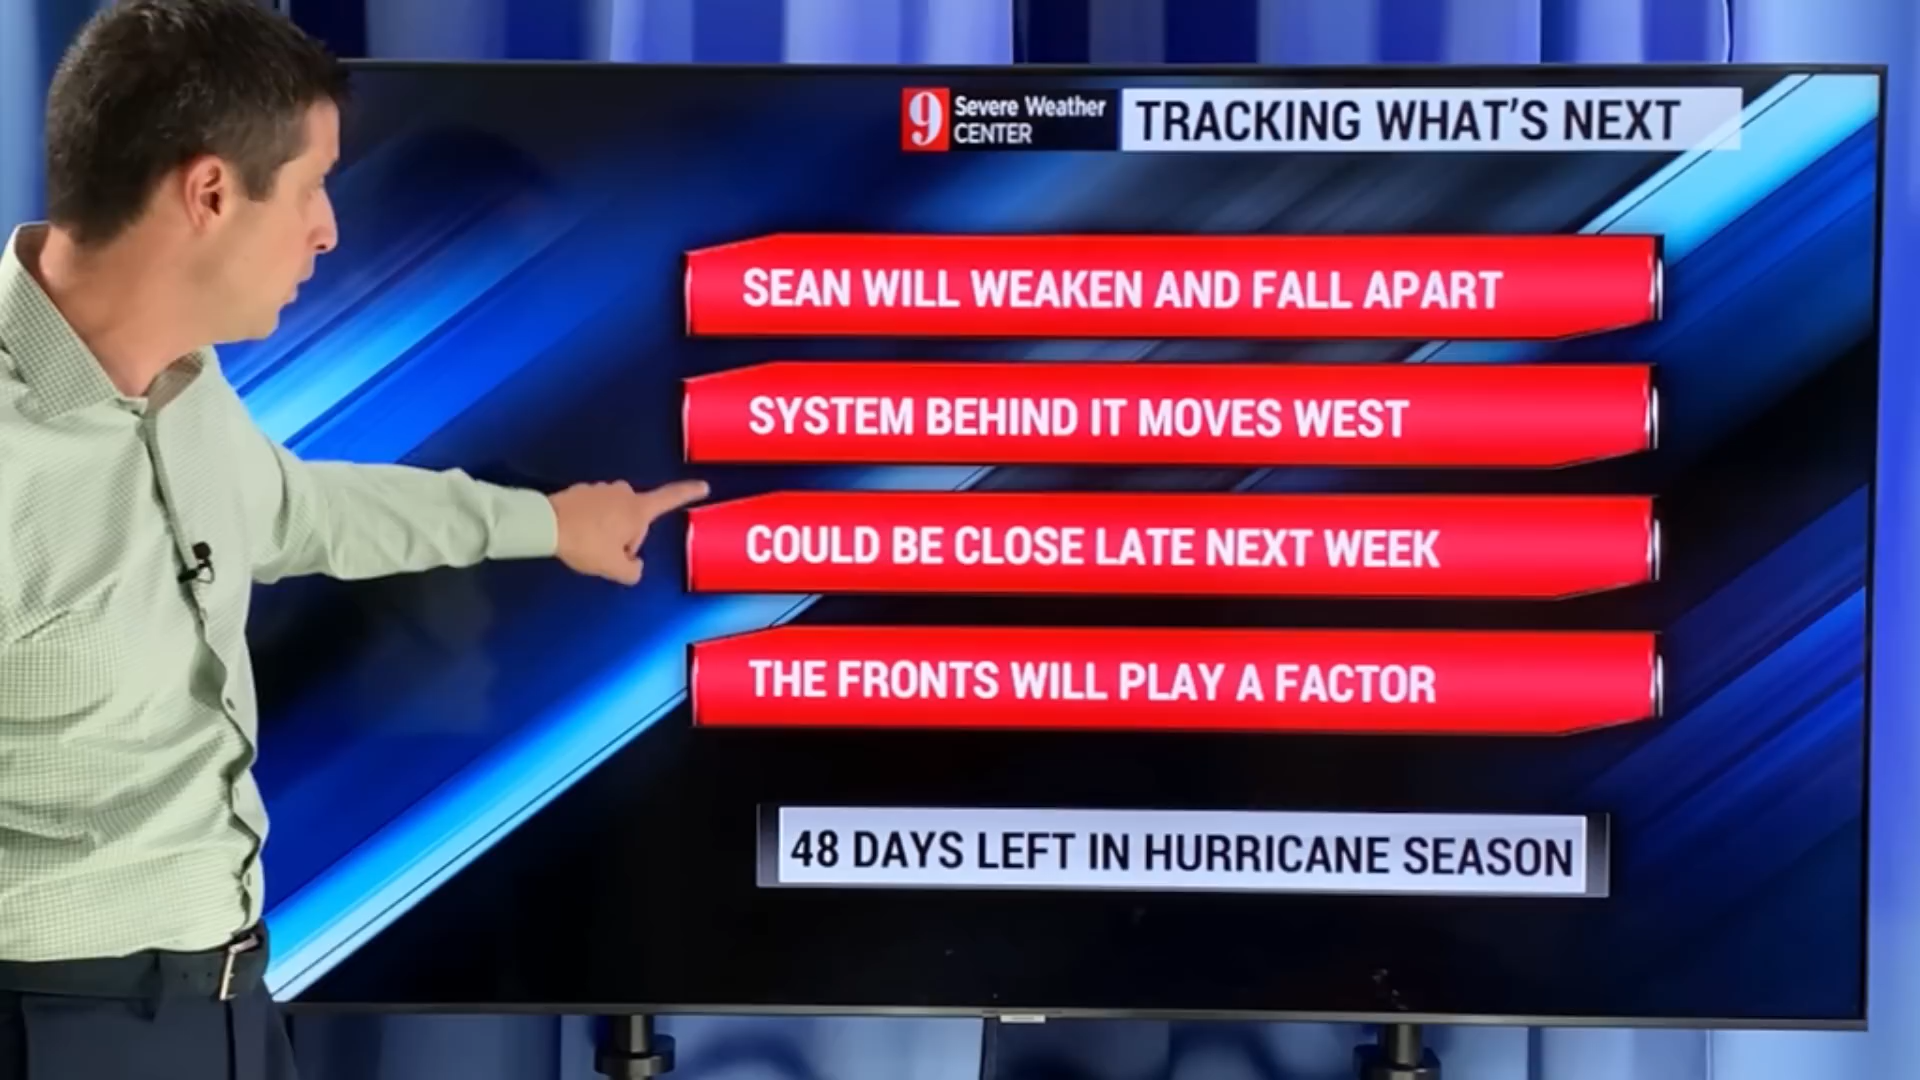 9 Severe Weather
CENTER
TRACKING WHAT'S NEXT
SEAN WILL WEAKEN AND FALL APART
SYSTEM BEHIND IT MOVES WEST
COULD BE CLOSE LATE NEXT WEEK
THE FRONTS WILL PLAY A FACTOR
48 DAYS LEFT IN HURRICANE SEASON